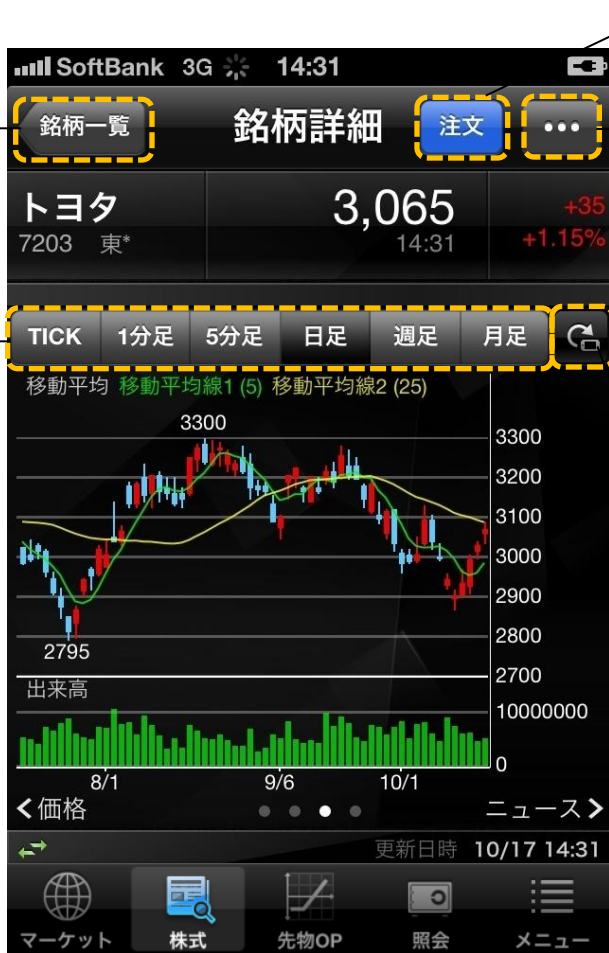 SoftBank 3G 14:31
銘柄一覧 銘柄詳細 注文 •••
トヨタ 3,065 +35
7203 東* 14:31 +1.15%
TICK 1分足 5分足 日足 週足 月足
移動平均 移動平均線1 (5) 移動平均線2 (25)
3300
3300
3200
3100
3000
2900
2800
2795
2700
出来高
10000000
0
8/1 9/6 10/1
価格 ニュース
更新日時 10/17 14:31
マーケット 株式 先物OP 照会 メニュー